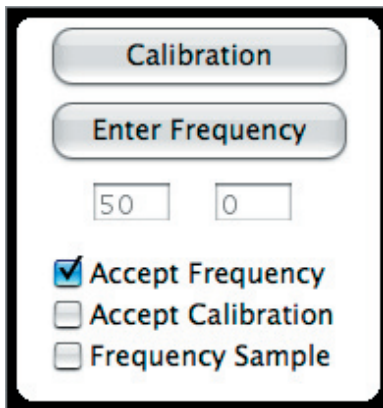 Calibration
Enter Frequency
50 0
Accept Frequency
Accept Calibration
Frequency Sample